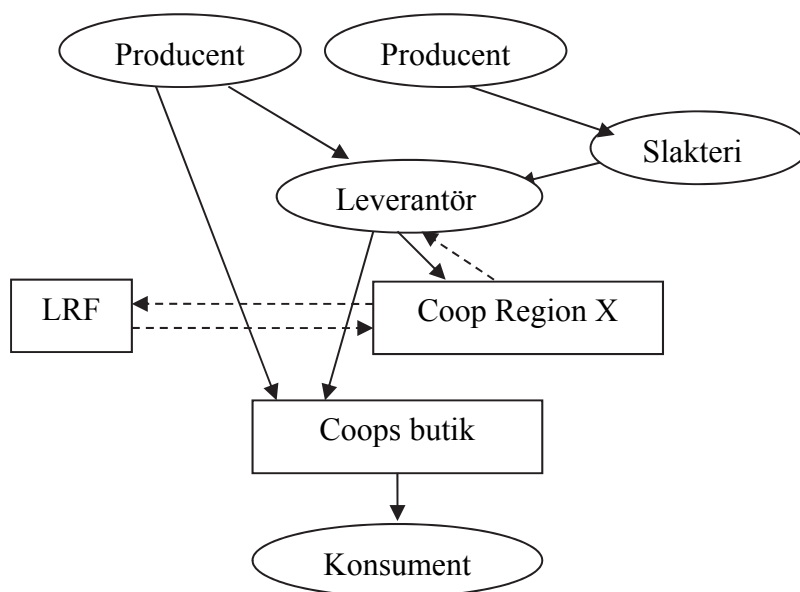 Producent
Producent
Slakteri
Leverantör
LRF
Coop Region X
Coops butik
Konsument